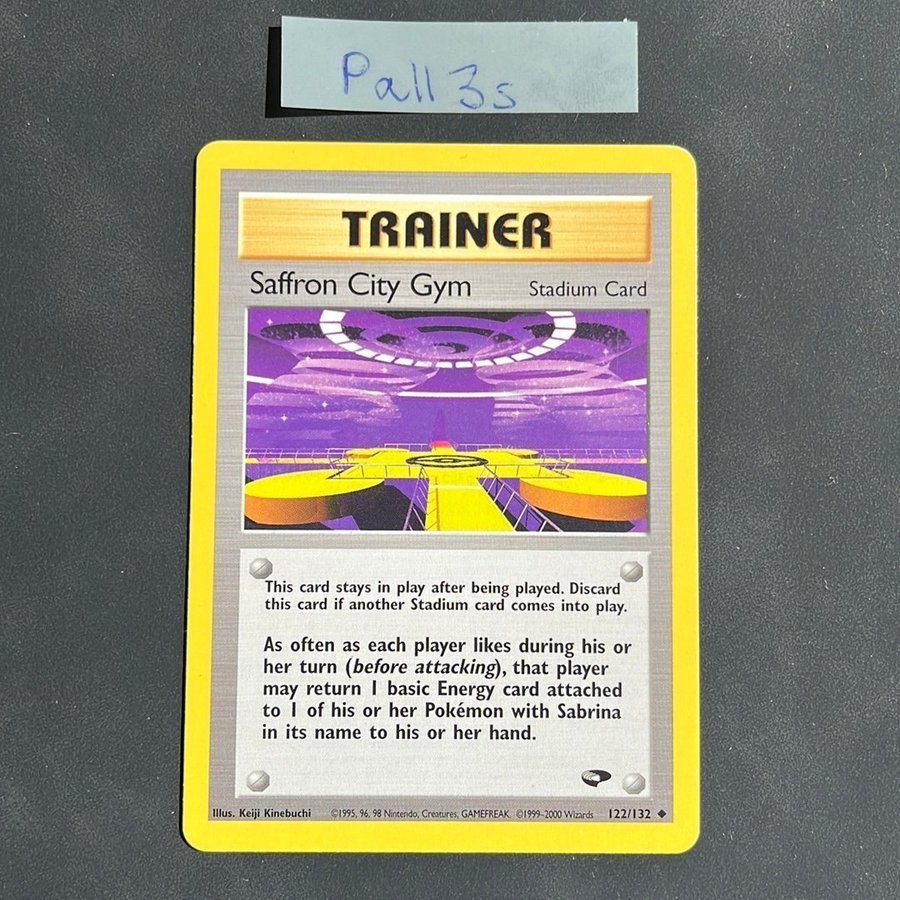 Pall3s
TRAINER
Saffron City Gym Stadium Card
This card stays in play after being played. Discard
this card if another Stadium card comes into play.
As often as each player likes during his or
her turn (before attacking), that player
may return 1 basic Energy card attached
to 1 of his or her Pokémon with Sabrina
in its name to his or her hand.
Illus. Keiji Kinebuchi ©1995, 96, 98 Nintendo, Creatures, GAMEFREAK. ©1999-2000 Wizards 122/132